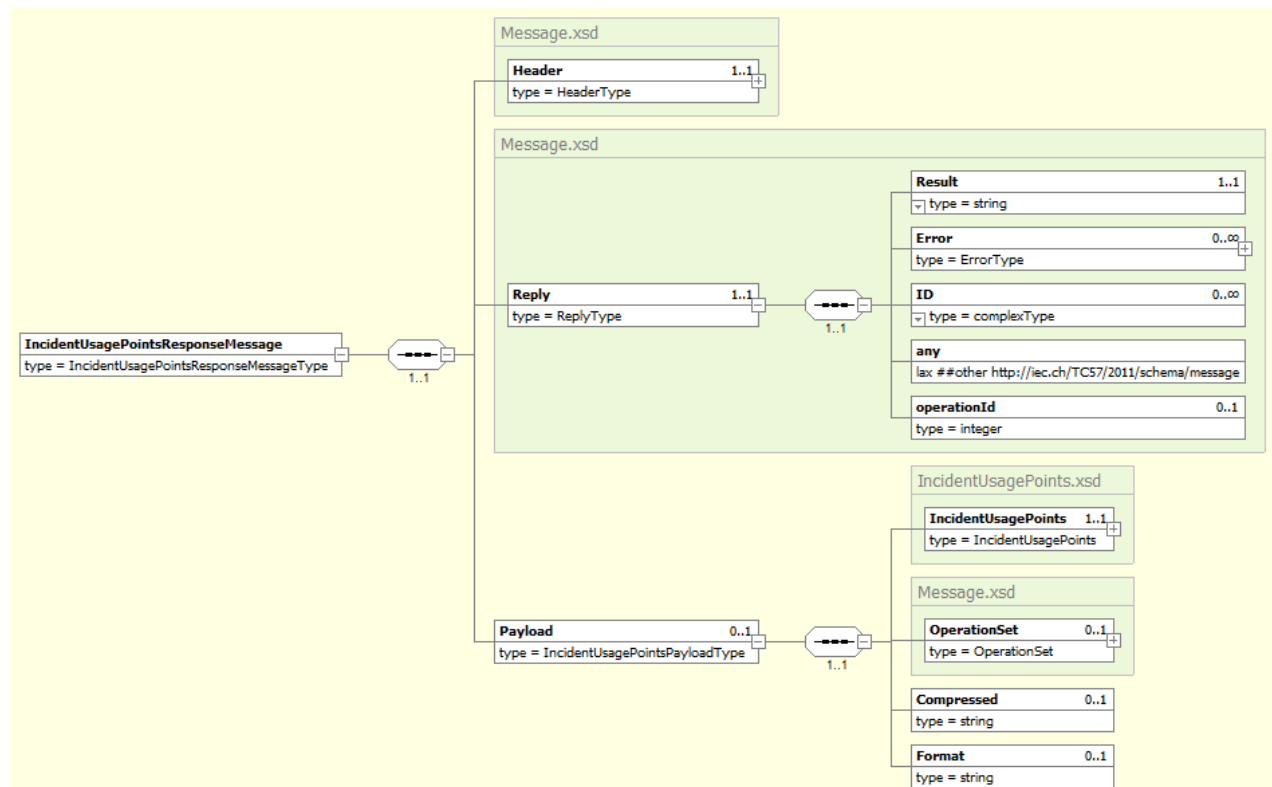 Message.xsd
Header 1..1
type = HeaderType
Message.xsd
Result 1..1
type = string
Error 0..∞
type = ErrorType
Reply 1..1
type = ReplyType
1..1
ID 0..∞
type = complexType
IncidentUsagePointsResponseMessage
type = IncidentUsagePointsResponseMessageType
1..1
any
lax ##other http://iec.ch/TC57/2011/schema/message
operationId 0..1
type = integer
IncidentUsagePoints.xsd
IncidentUsagePoints 1..1
type = IncidentUsagePoints
Message.xsd
Payload 0..1
type = IncidentUsagePointsPayloadType
1..1
OperationSet 0..1
type = OperationSet
Compressed 0..1
type = string
Format 0..1
type = string